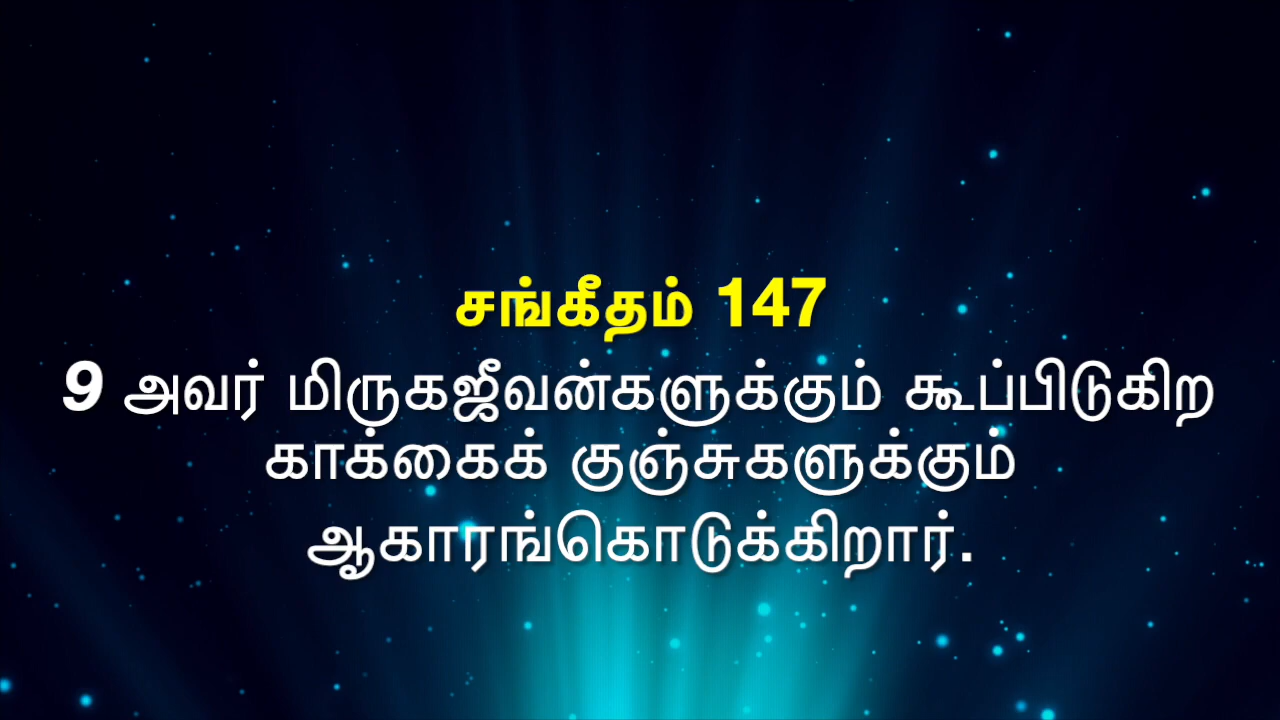 சங்கீதம் 147
9 அவர் மிருகஜீவன்களுக்கும் கூப்பிடுகிற
காக்கைக் குஞ்சுகளுக்கும்
ஆகாரங்கொடுக்கிறார்.